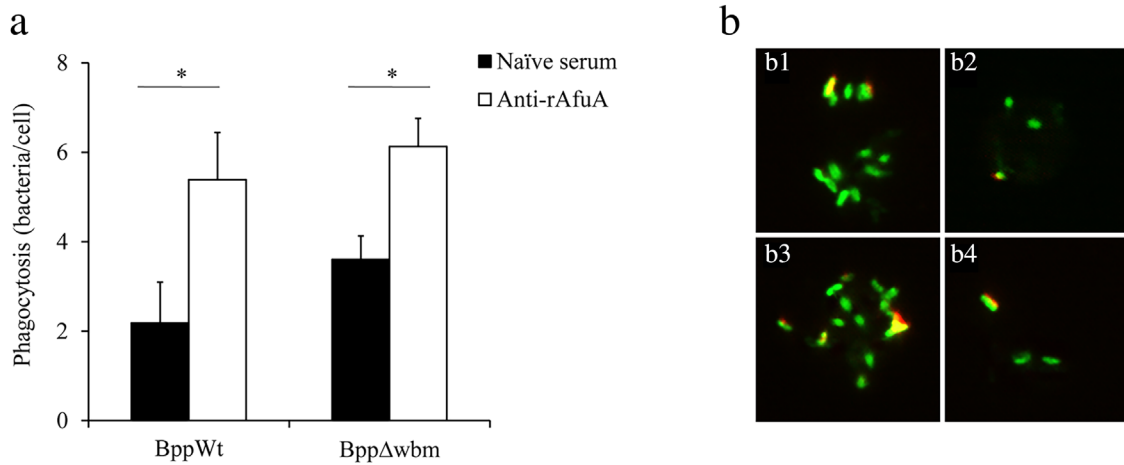 a
b
8
6
4
2
0
Phagocytosis (bacteria/cell)
*
*
Naïve serum
Anti-rAfuA
BppWt
BppΔwbm
b1
b2
b3
b4